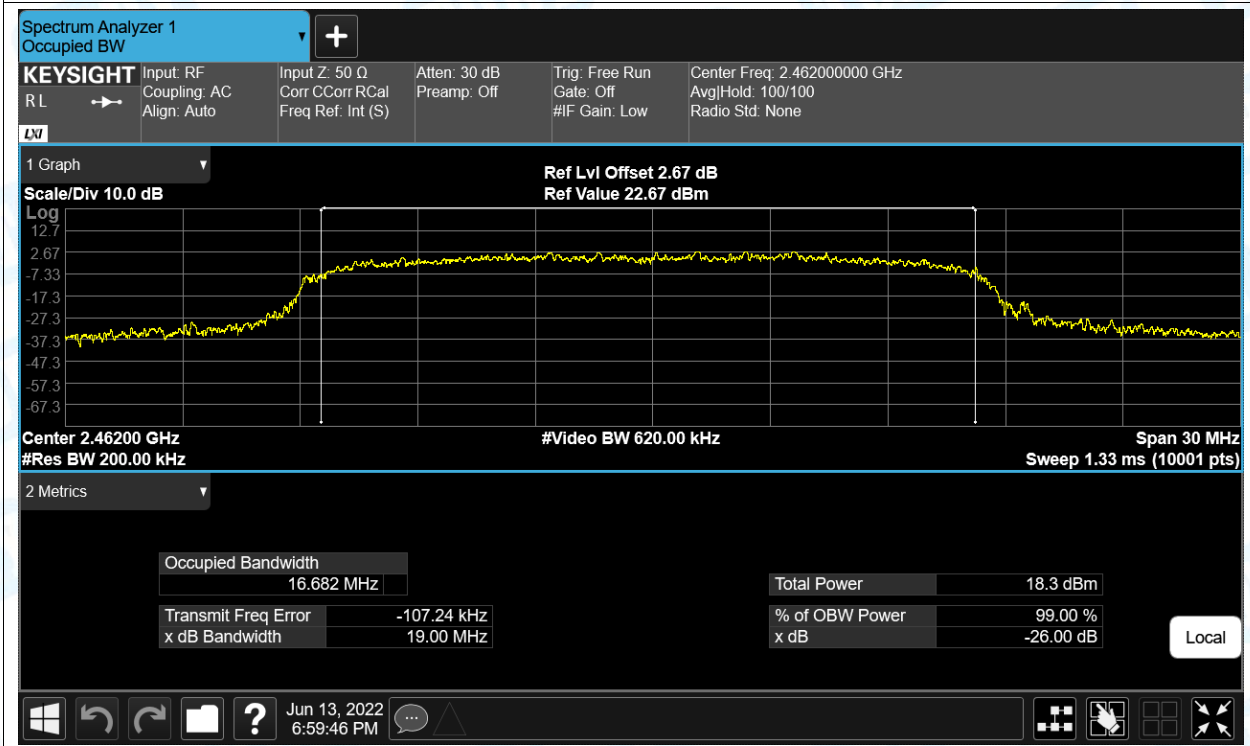 Spectrum Analyzer 1
Occupied BW
+
KEYSIGHT Input: RF Input Z: 50 Ω Atten: 30 dB Trig: Free Run Center Freq: 2.462000000 GHz
R L Coupling: AC Corr CCorr RCal Preamp: Off Gate: Off Avg|Hold: 100/100
Align: Auto Freq Ref: Int (S) #IF Gain: Low Radio Std: None
LXI
1 Graph
Ref Lvl Offset 2.67 dB
Scale/Div 10.0 dB Ref Value 22.67 dBm
Log
12.7
2.67
-7.33
-17.3
-27.3
-37.3
-47.3
-57.3
-67.3
Center 2.46200 GHz #Video BW 620.00 kHz Span 30 MHz
#Res BW 200.00 kHz Sweep 1.33 ms (10001 pts)
2 Metrics
Occupied Bandwidth
16.682 MHz Total Power 18.3 dBm
Transmit Freq Error -107.24 kHz % of OBW Power 99.00 %
x dB Bandwidth 19.00 MHz x dB -26.00 dB
Local
? Jun 13, 2022
6:59:46 PM